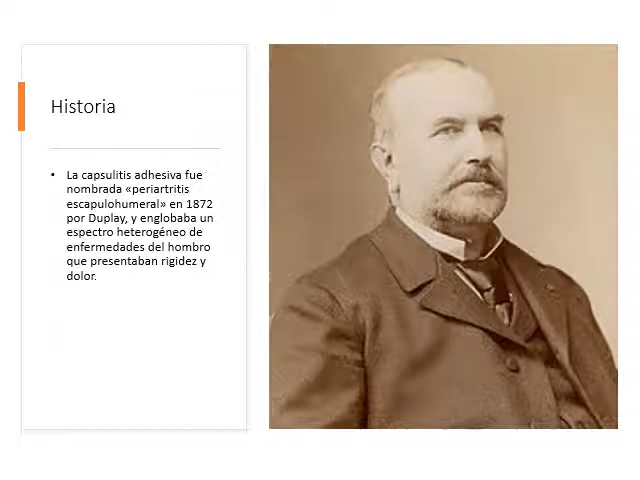 Historia
• La capsulitis adhesiva fue
nombrada «periartritis
escapulohumeral» en 1872
por Duplay, y englobaba un
espectro heterogéneo de
enfermedades del hombro
que presentaban rigidez y
dolor.